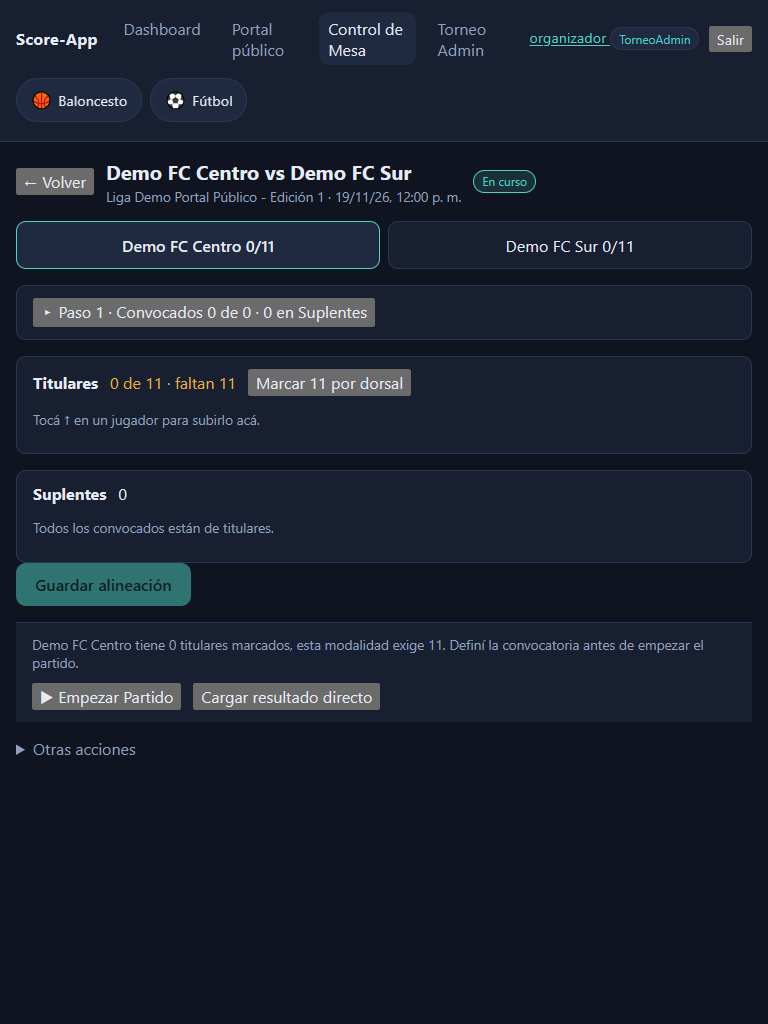 Score-App
Dashboard
Portal
público
Control de
Mesa
Torneo
Admin
organizador
TorneoAdmin
Salir
🏀 Baloncesto
⚽ Fútbol
← Volver
Demo FC Centro vs Demo FC Sur
Liga Demo Portal Público - Edición 1 · 19/11/26, 12:00 p. m.
En curso
Demo FC Centro 0/11
Demo FC Sur 0/11
▸ Paso 1 · Convocados 0 de 0 · 0 en Suplentes
Titulares 0 de 11 · faltan 11
Marcar 11 por dorsal
Tocá ↑ en un jugador para subirlo acá.
Suplentes 0
Todos los convocados están de titulares.
Guardar alineación
Demo FC Centro tiene 0 titulares marcados, esta modalidad exige 11. Definí la convocatoria antes de empezar el
partido.
▶ Empezar Partido
Cargar resultado directo
▶ Otras acciones